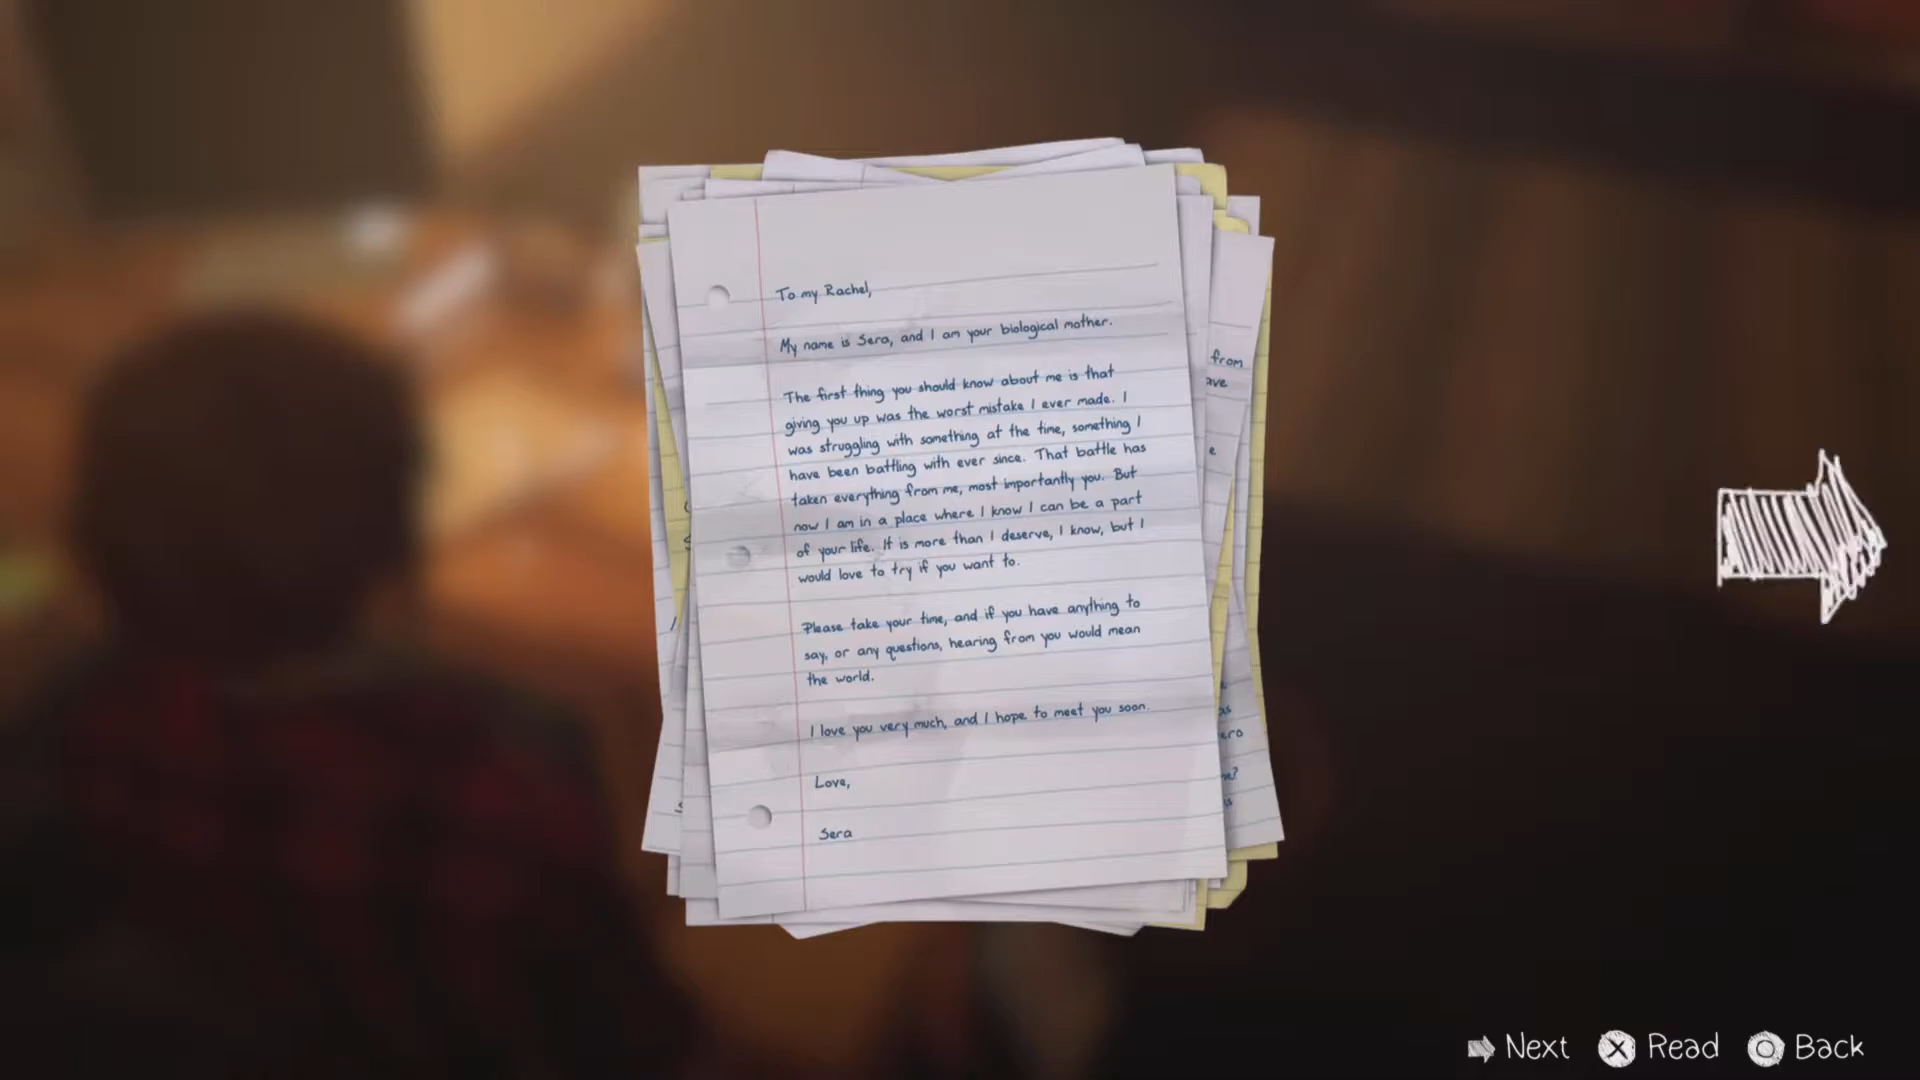 To my Rachel,
My name is Sera, and I am your biological mother.
The first thing you should know about me is that
giving you up was the worst mistake I ever made. I
was struggling with something at the time, something I
have been battling with ever since. That battle has
taken everything from me, most importantly you. But
now I am in a place where I know I can be a part
of your life. It is more than I deserve, I know, but I
would love to try if you want to.
Please take your time, and if you have anything to
say, or any questions, hearing from you would mean
the world.
I love you very much, and I hope to meet you soon.
Love,
Sera
from
ave
e
as
ero
Next
Read
Back